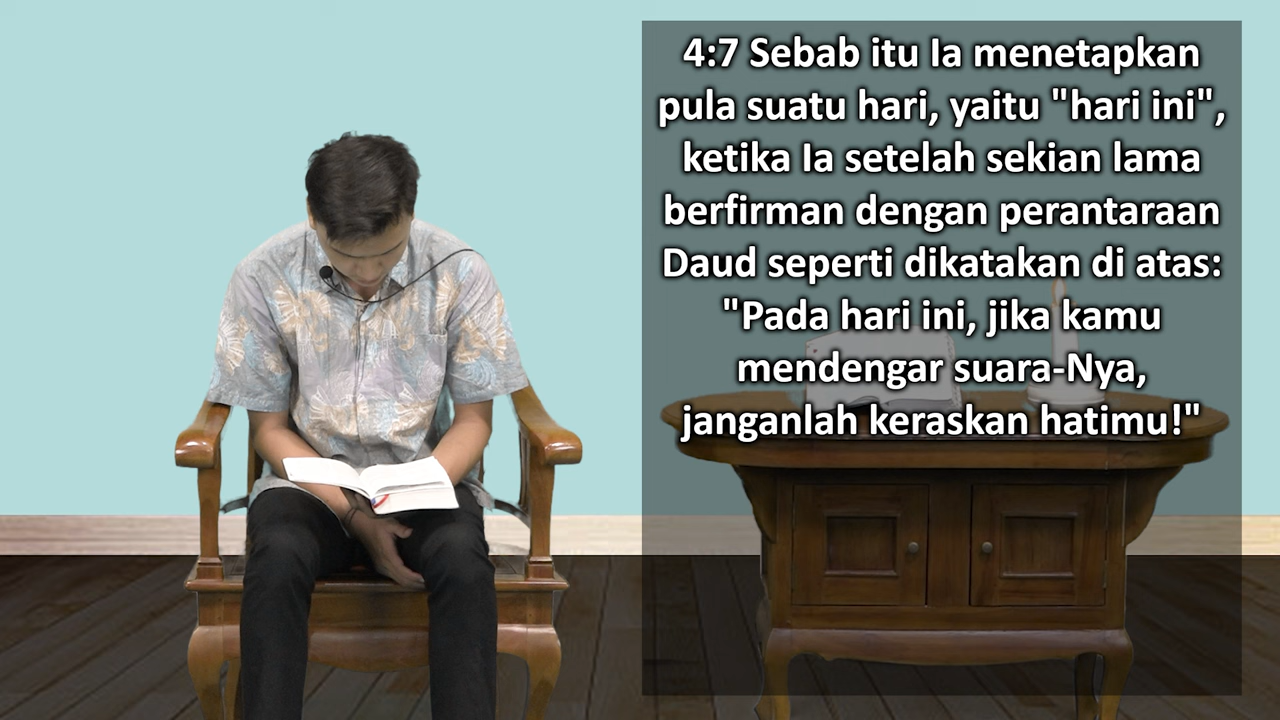 4:7 Sebab itu Ia menetapkan
pula suatu hari, yaitu "hari ini",
ketika Ia setelah sekian lama
berfirman dengan perantaraan
Daud seperti dikatakan di atas:
"Pada hari ini, jika kamu
mendengar suara-Nya,
janganlah keraskan hatimu!"